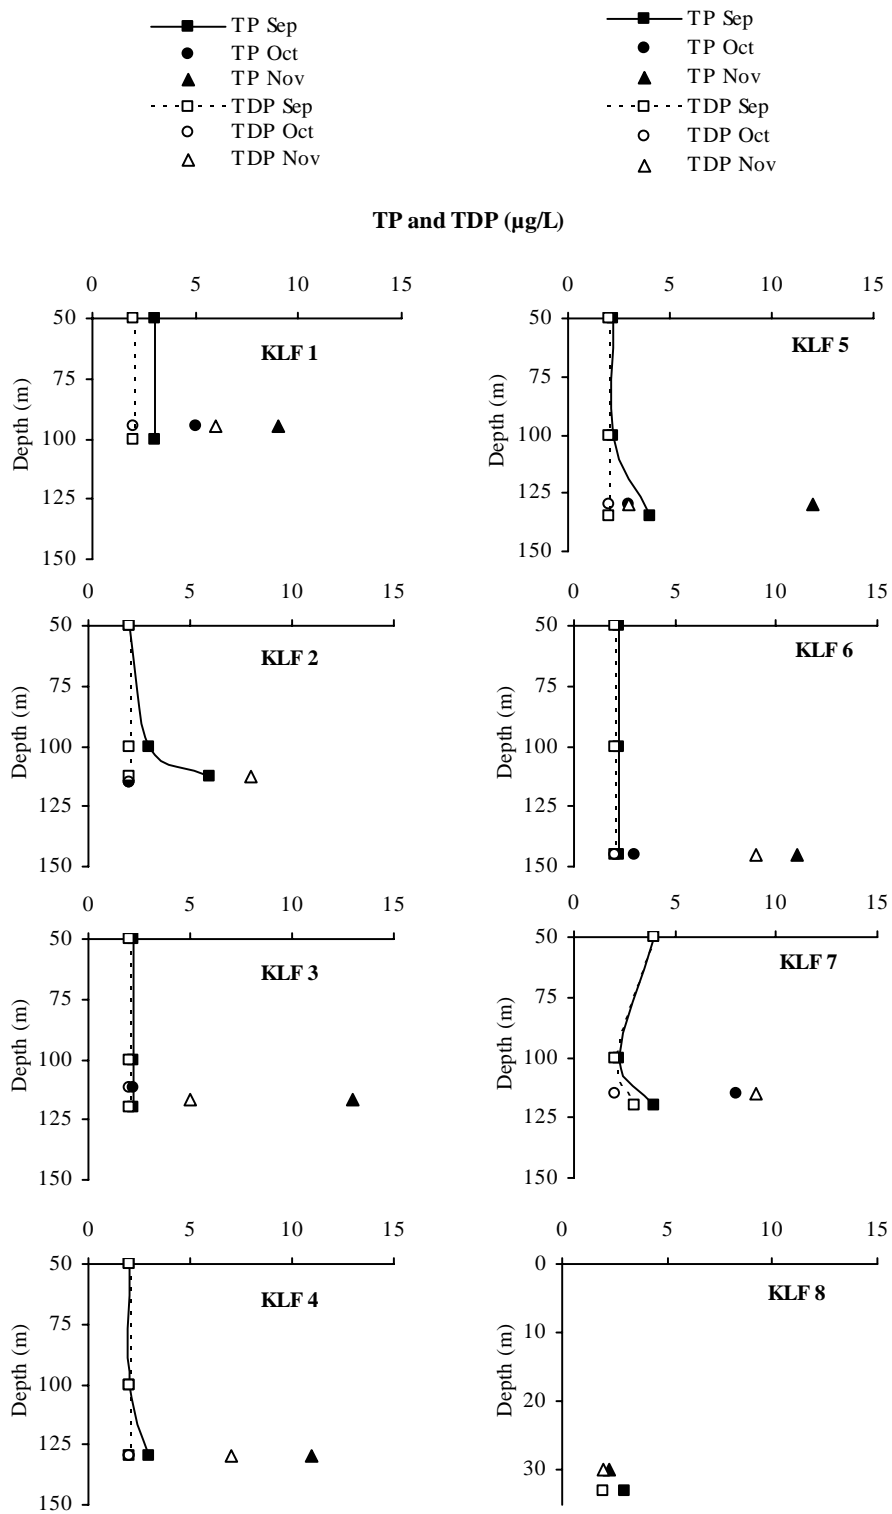 TP Sep
TP Oct
TP Nov
TDP Sep
TDP Oct
TDP Nov
TP Sep
TP Oct
TP Nov
TDP Sep
TDP Oct
TDP Nov
TP and TDP (µg/L)
0 5 10 15
50
75
100
125
150
Depth (m)
KLF 1
0 5 10 15
50
75
100
125
150
Depth (m)
KLF 5
0 5 10 15
50
75
100
125
150
Depth (m)
KLF 2
0 5 10 15
50
75
100
125
150
Depth (m)
KLF 6
0 5 10 15
50
75
100
125
150
Depth (m)
KLF 3
0 5 10 15
50
75
100
125
150
Depth (m)
KLF 7
0 5 10 15
50
75
100
125
150
Depth (m)
KLF 4
0 5 10 15
0
10
20
30
Depth (m)
KLF 8